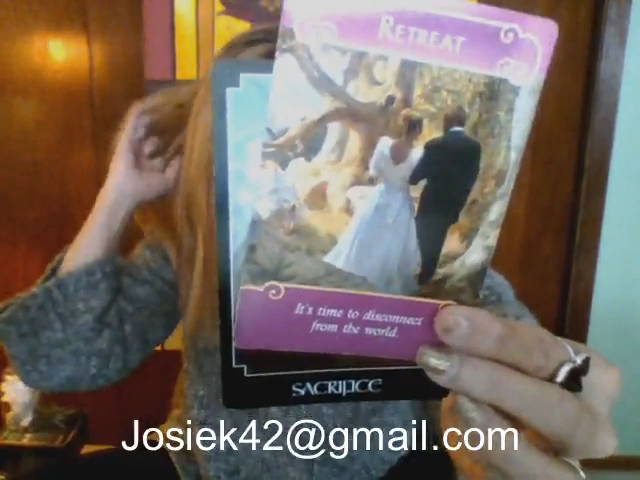 RETREAT
It's time to disconnect
from the world.
SACRIFICE
Josiek42@gmail.com